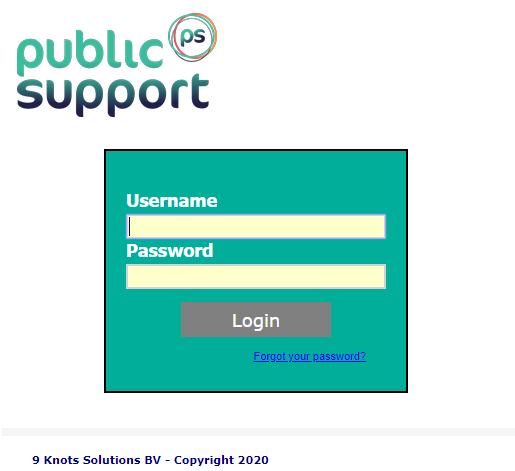 public
ps
support
Username
Password
Login
Forgot your password?
9 Knots Solutions BV - Copyright 2020